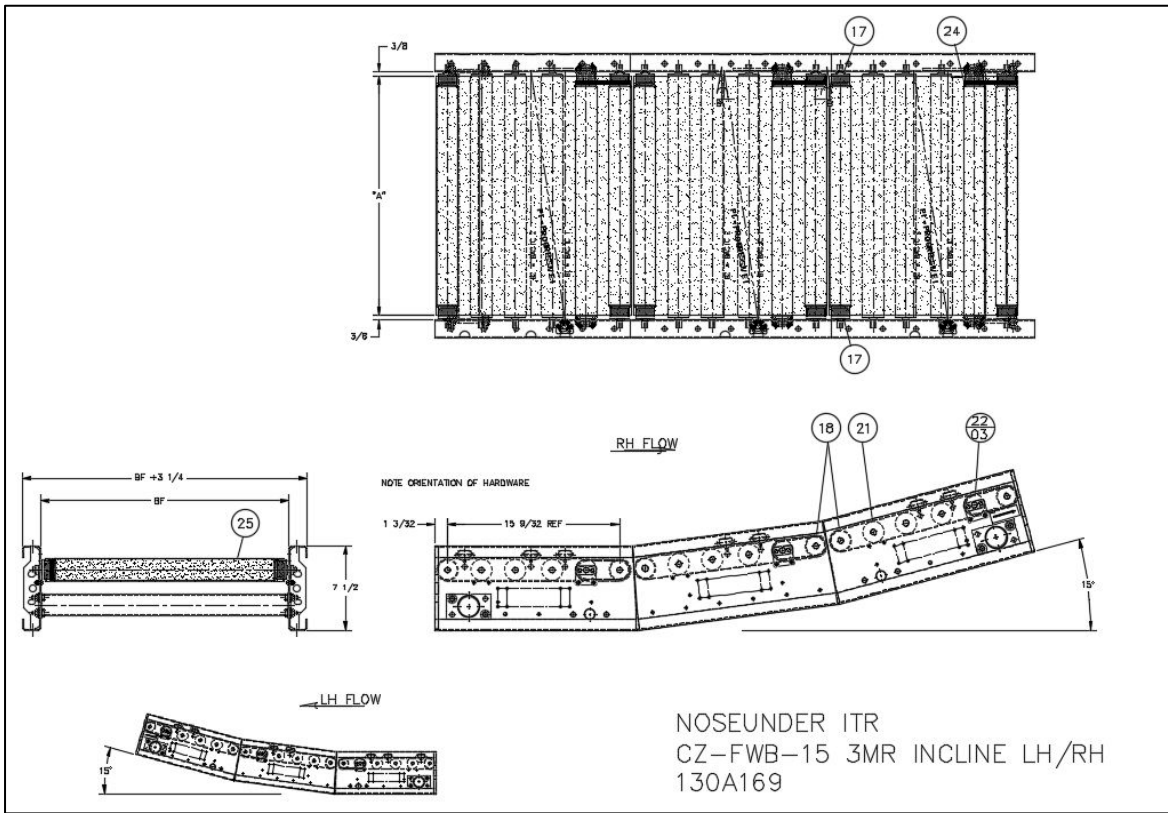 17
24
3/8
"A"
3/8
17
RH FLOW
18
21
22
03
NOTE ORIENTATION OF HARDWARE
BF +3 1/4
BF
25
1 3/32
15 9/32 REF
7 1/2
15°
LH FLOW
15°
NOSEUNDER ITR
CZ-FWB-15 3MR INCLINE LH/RH
130A169